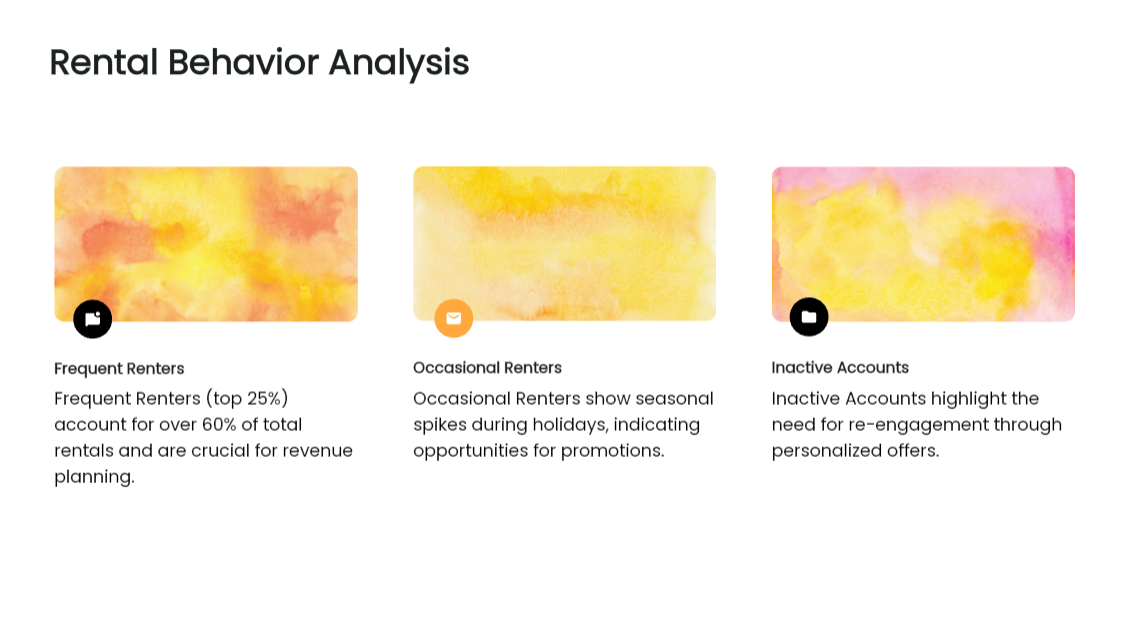 Rental Behavior Analysis
Frequent Renters
Frequent Renters (top 25%)
account for over 60% of total
rentals and are crucial for revenue
planning.
Occasional Renters
Occasional Renters show seasonal
spikes during holidays, indicating
opportunities for promotions.
Inactive Accounts
Inactive Accounts highlight the
need for re-engagement through
personalized offers.